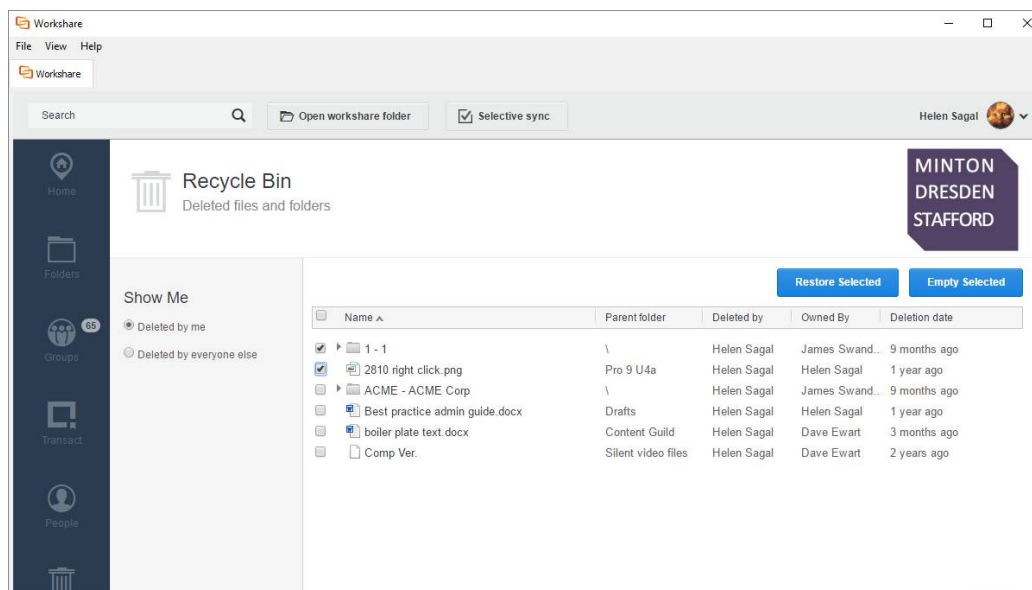 Workshare
File View Help
Workshare
Search
Open workshare folder
Selective sync
Helen Sagal
Home
Folders
Groups
65
Transact
People
Recycle Bin
Deleted files and folders
MINTON
DRESDEN
STAFFORD
Show Me
Deleted by me
Deleted by everyone else
Restore Selected
Empty Selected
Name Parent folder Deleted by Owned By Deletion date
1 - 1 \ Helen Sagal James Swand.. 9 months ago
2810 right click.png Pro 9 U4a Helen Sagal Helen Sagal 1 year ago
ACME - ACME Corp \ Helen Sagal James Swand.. 9 months ago
Best practice admin guide.docx Drafts Helen Sagal Helen Sagal 1 year ago
boiler plate text.docx Content Guild Helen Sagal Dave Ewart 3 months ago
Comp Ver. Silent video files Helen Sagal Dave Ewart 2 years ago